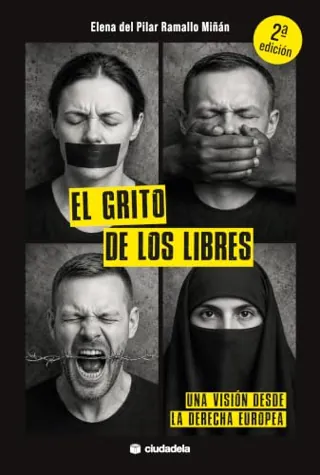 Elena del Pilar Ramallo Miñán
2ª
edición
EL GRITO
DE LOS LIBRES
UNA VISIÓN DESDE
LA DERECHA EUROPEA
ciudadela